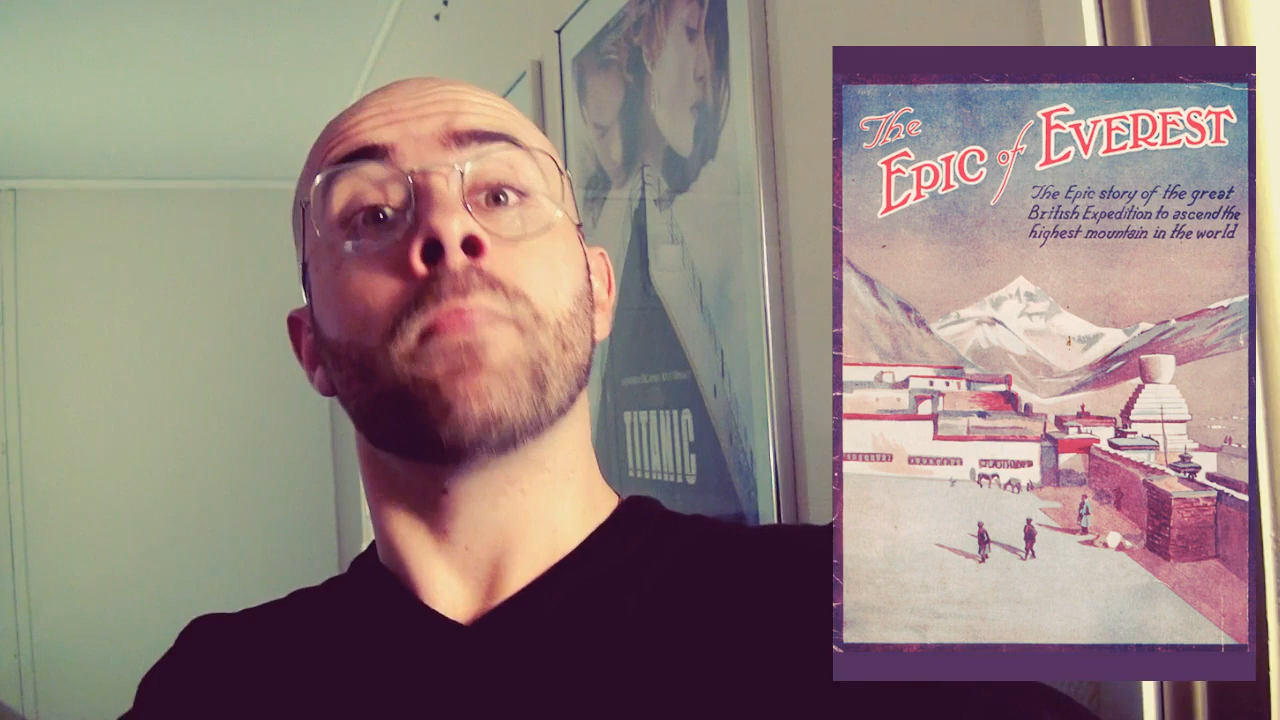 The
EPIC of EVEREST
The Epic story of the great
British Expedition to ascend the
highest mountain in the world
TITANIC